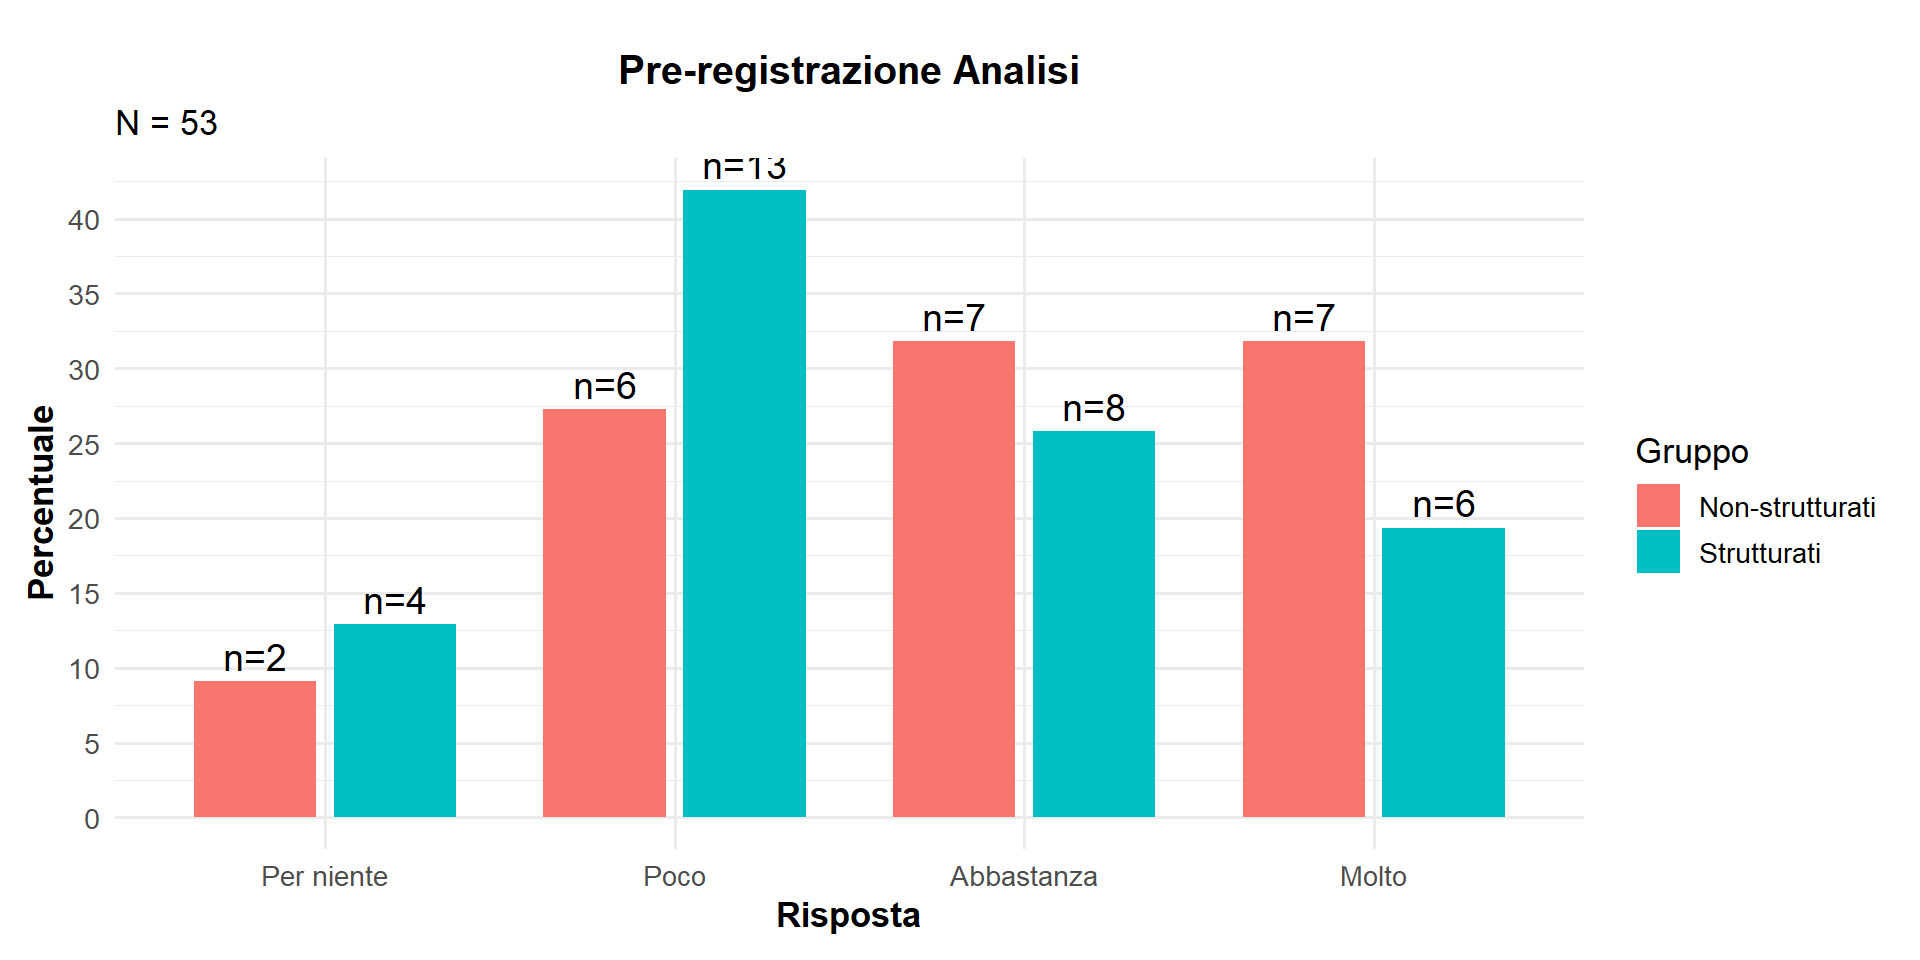 Pre-registrazione Analisi
N = 53
n=13
n=7
n=7
n=6
n=8
n=6
n=4
n=2
40
35
30
25
20
15
10
5
0
Percentuale
Per niente
Poco
Abbastanza
Molto
Risposta
Gruppo
Non-strutturati
Strutturati